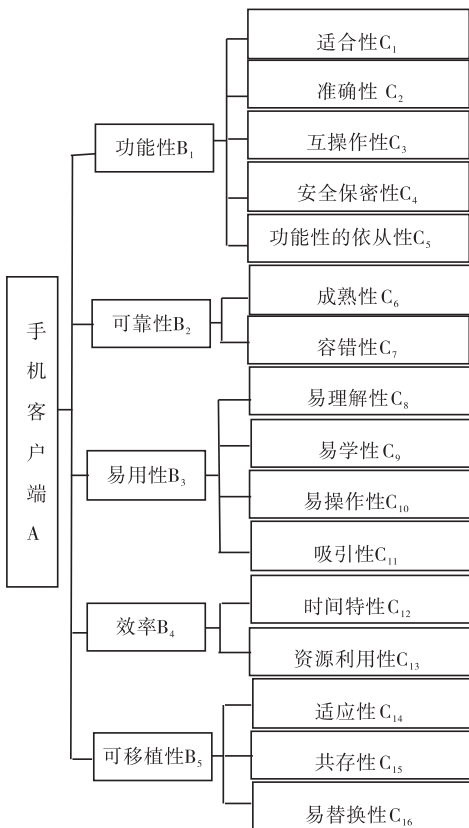 手机客户端A
功能性B₁
适合性C₁
准确性 C₂
互操作性C₃
安全保密性C₄
功能性的依从性C₅
可靠性B₂
成熟性C₆
容错性C₇
易用性B₃
易理解性C₈
易学性C₉
易操作性C₁₀
吸引性C₁₁
效率B₄
时间特性C₁₂
资源利用性C₁₃
可移植性B₅
适应性C₁₄
共存性C₁₅
易替换性C₁₆